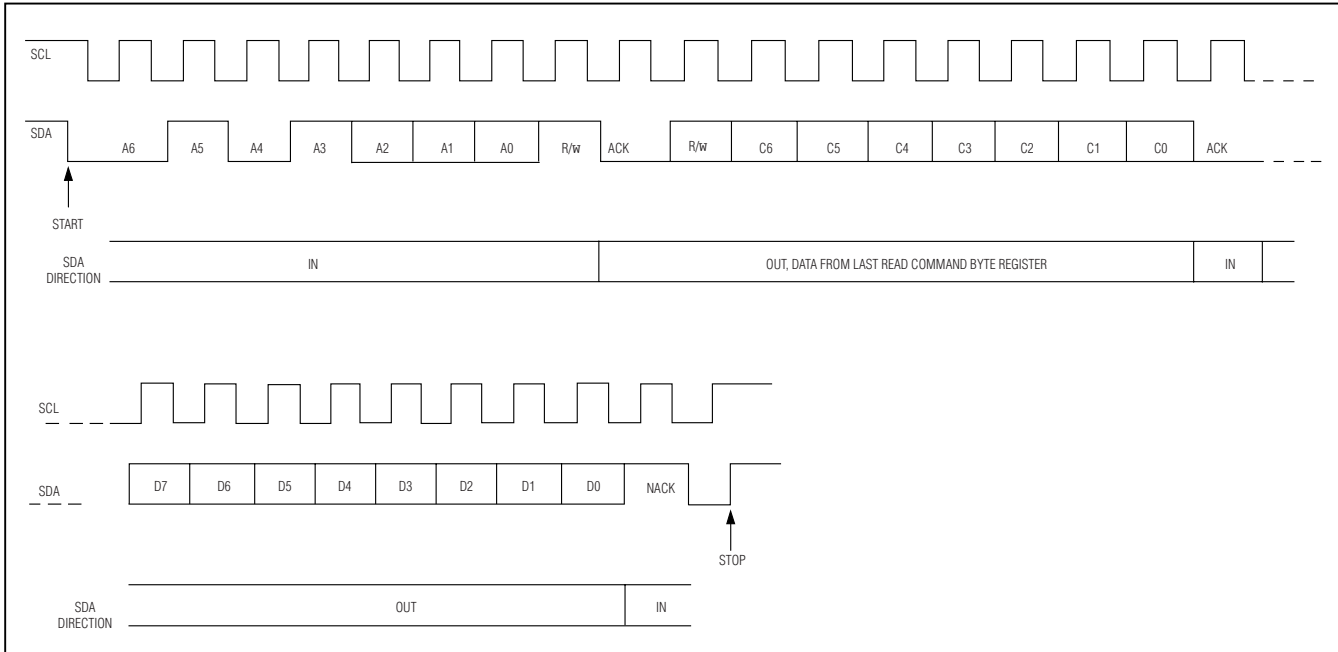 SCL
SDA
A6 A5 A4 A3 A2 A1 A0 R/W ACK R/W C6 C5 C4 C3 C2 C1 C0 ACK
START
SDA DIRECTION
IN OUT, DATA FROM LAST READ COMMAND BYTE REGISTER IN
SCL
SDA
D7 D6 D5 D4 D3 D2 D1 D0 NACK
STOP
SDA DIRECTION
OUT IN